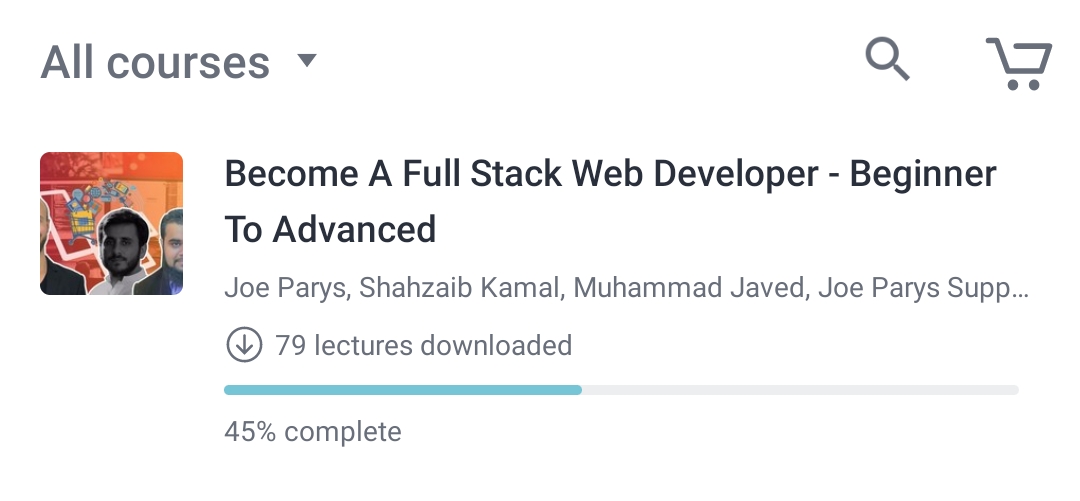 All courses
Become A Full Stack Web Developer - Beginner
To Advanced
Joe Parys, Shahzaib Kamal, Muhammad Javed, Joe Parys Supp...
79 lectures downloaded
45% complete